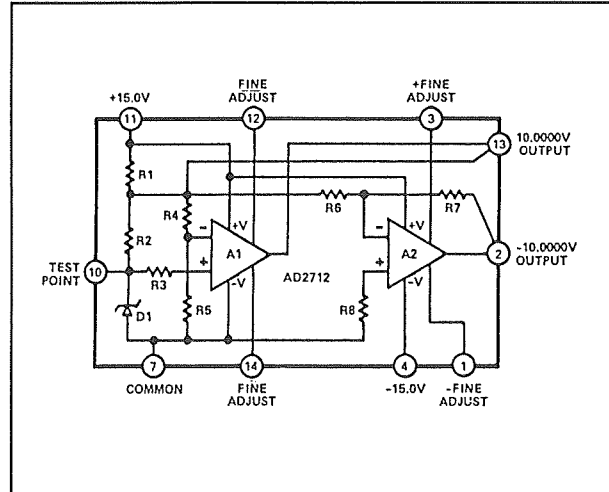 +15.0V
FINE
ADJUST
+FINE
ADJUST
11
12
3
13
10.0000V
OUTPUT
R1
R4
R6
R7
R2
−
+V
A1
+
−V
−
+V
A2
+
−V
2
-10.0000V
OUTPUT
TEST
POINT
10
R3
AD2712
D1
R5
R8
7
14
4
1
COMMON
FINE
ADJUST
-15.0V
-FINE
ADJUST